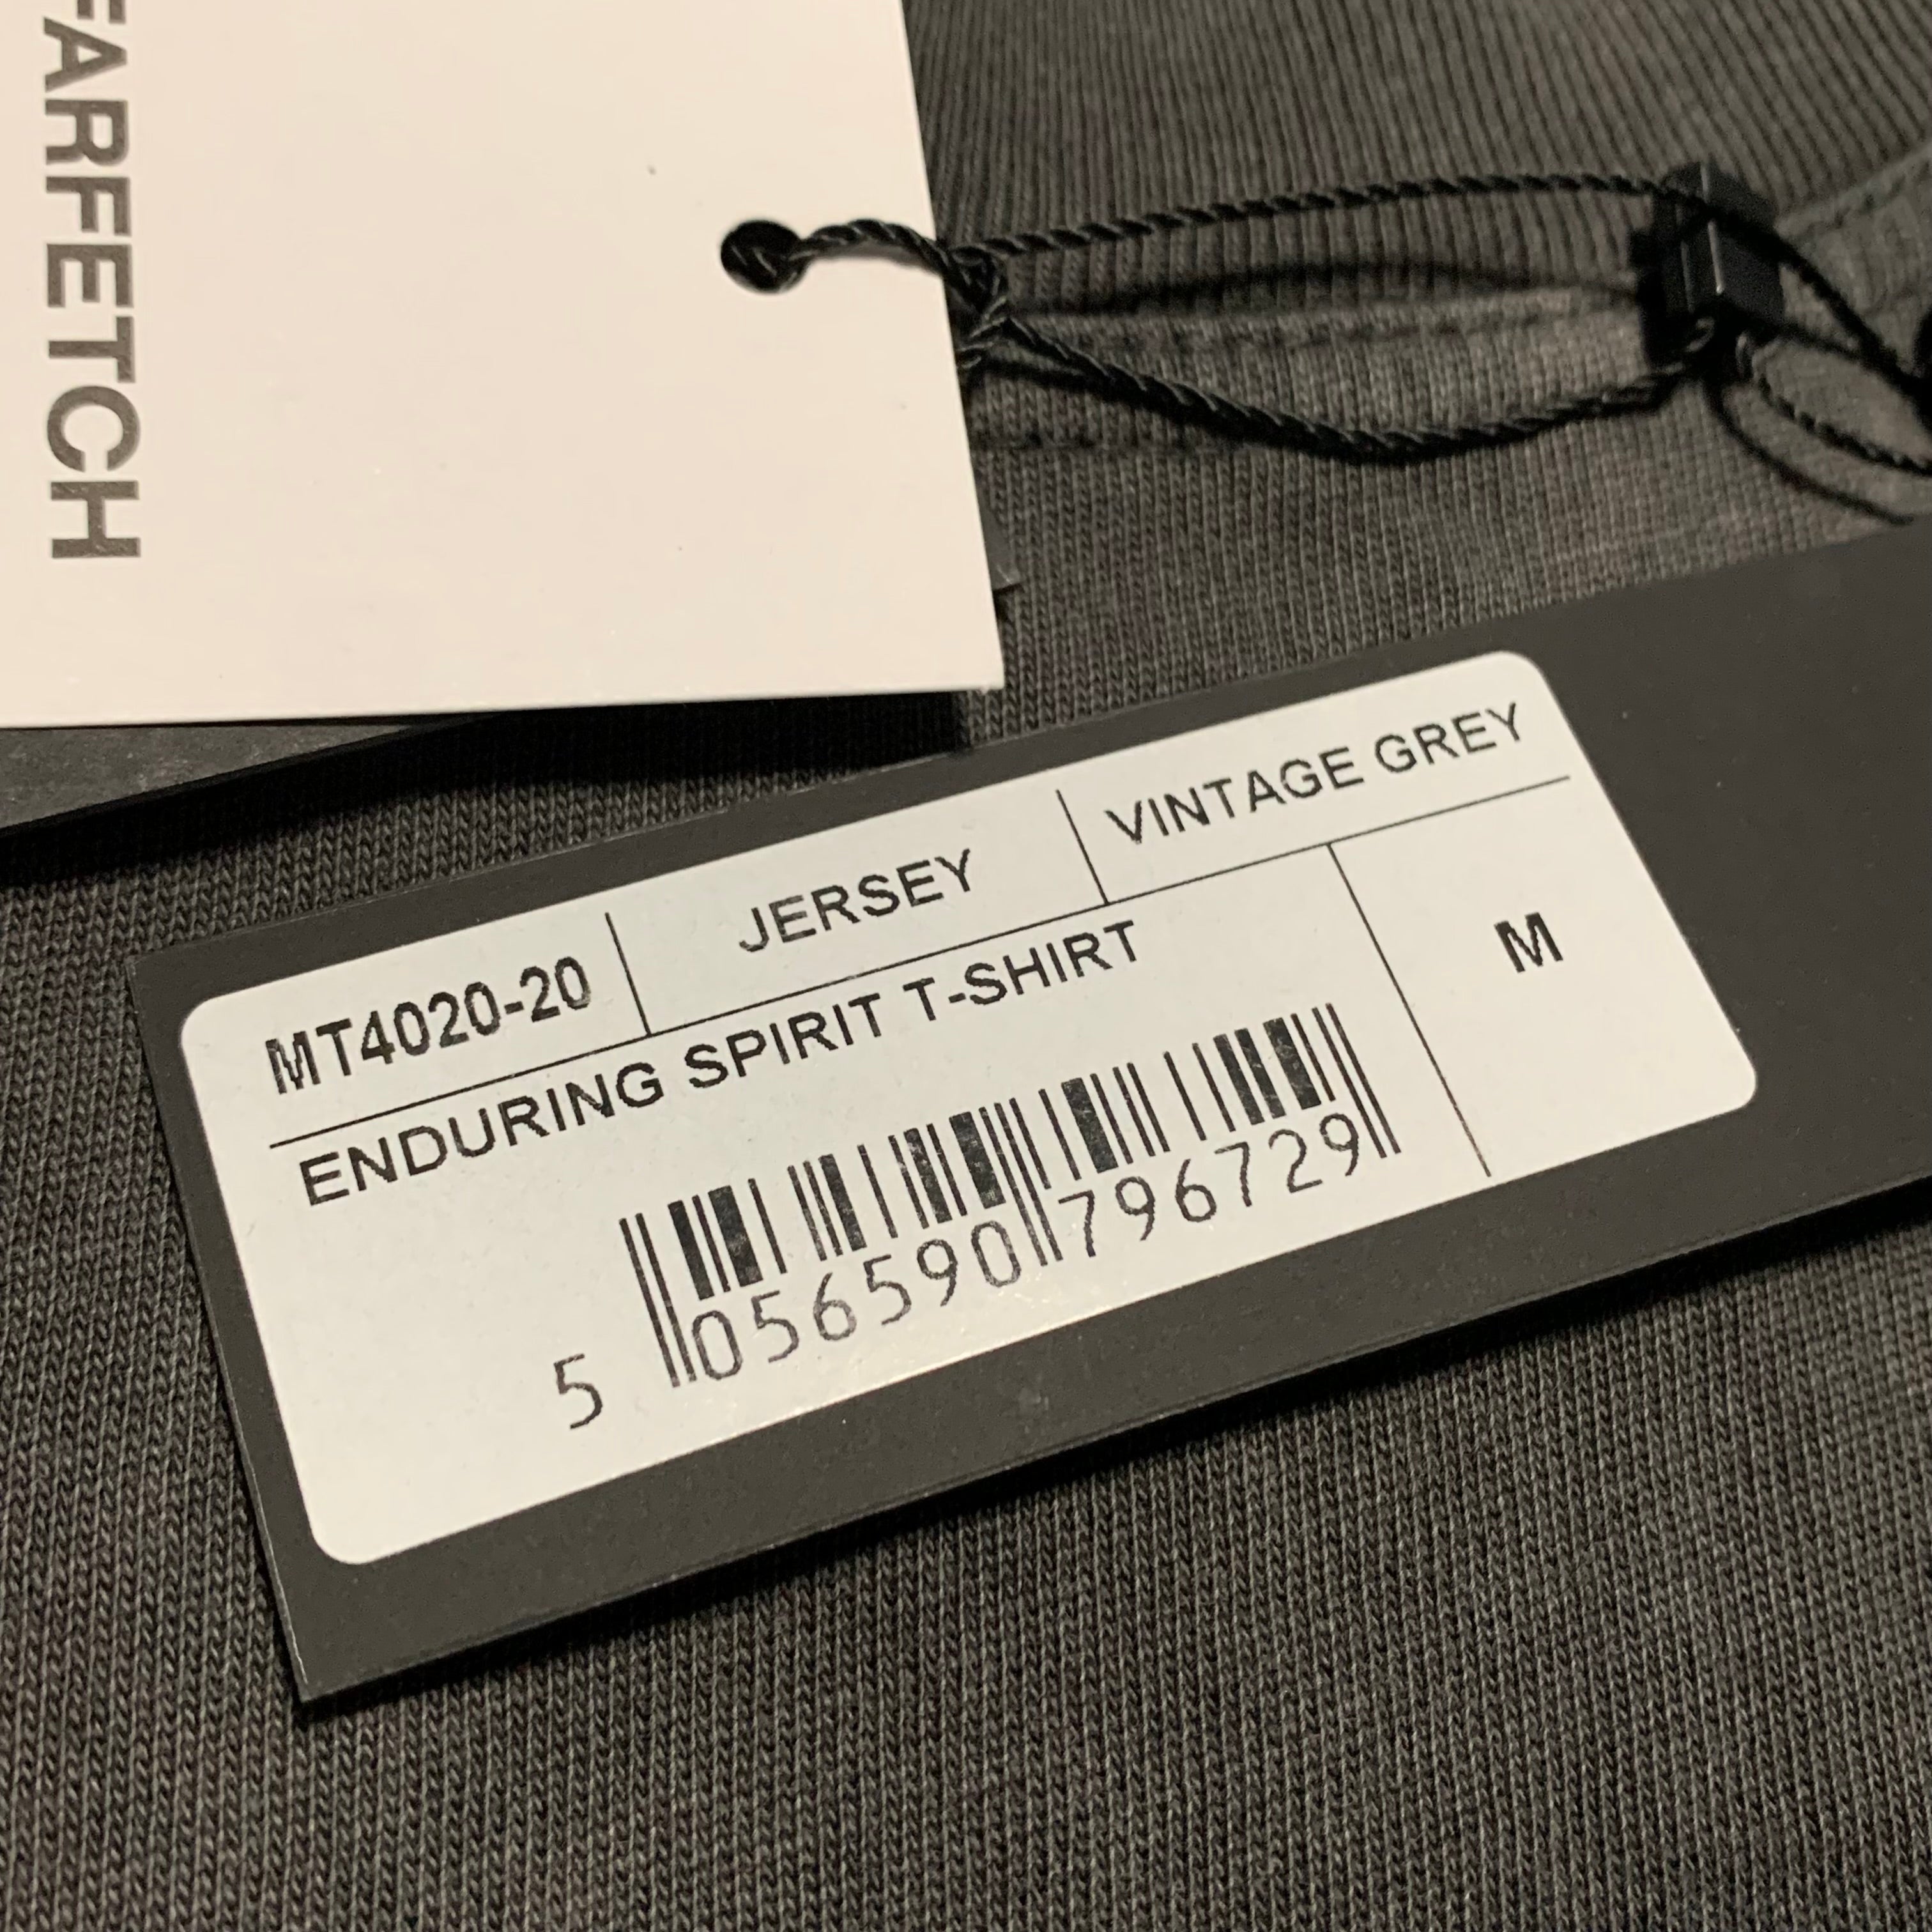 FARFETCH
MT4020-20 JERSEY VINTAGE GREY
ENDURING SPIRIT T-SHIRT M
5 056590 796729